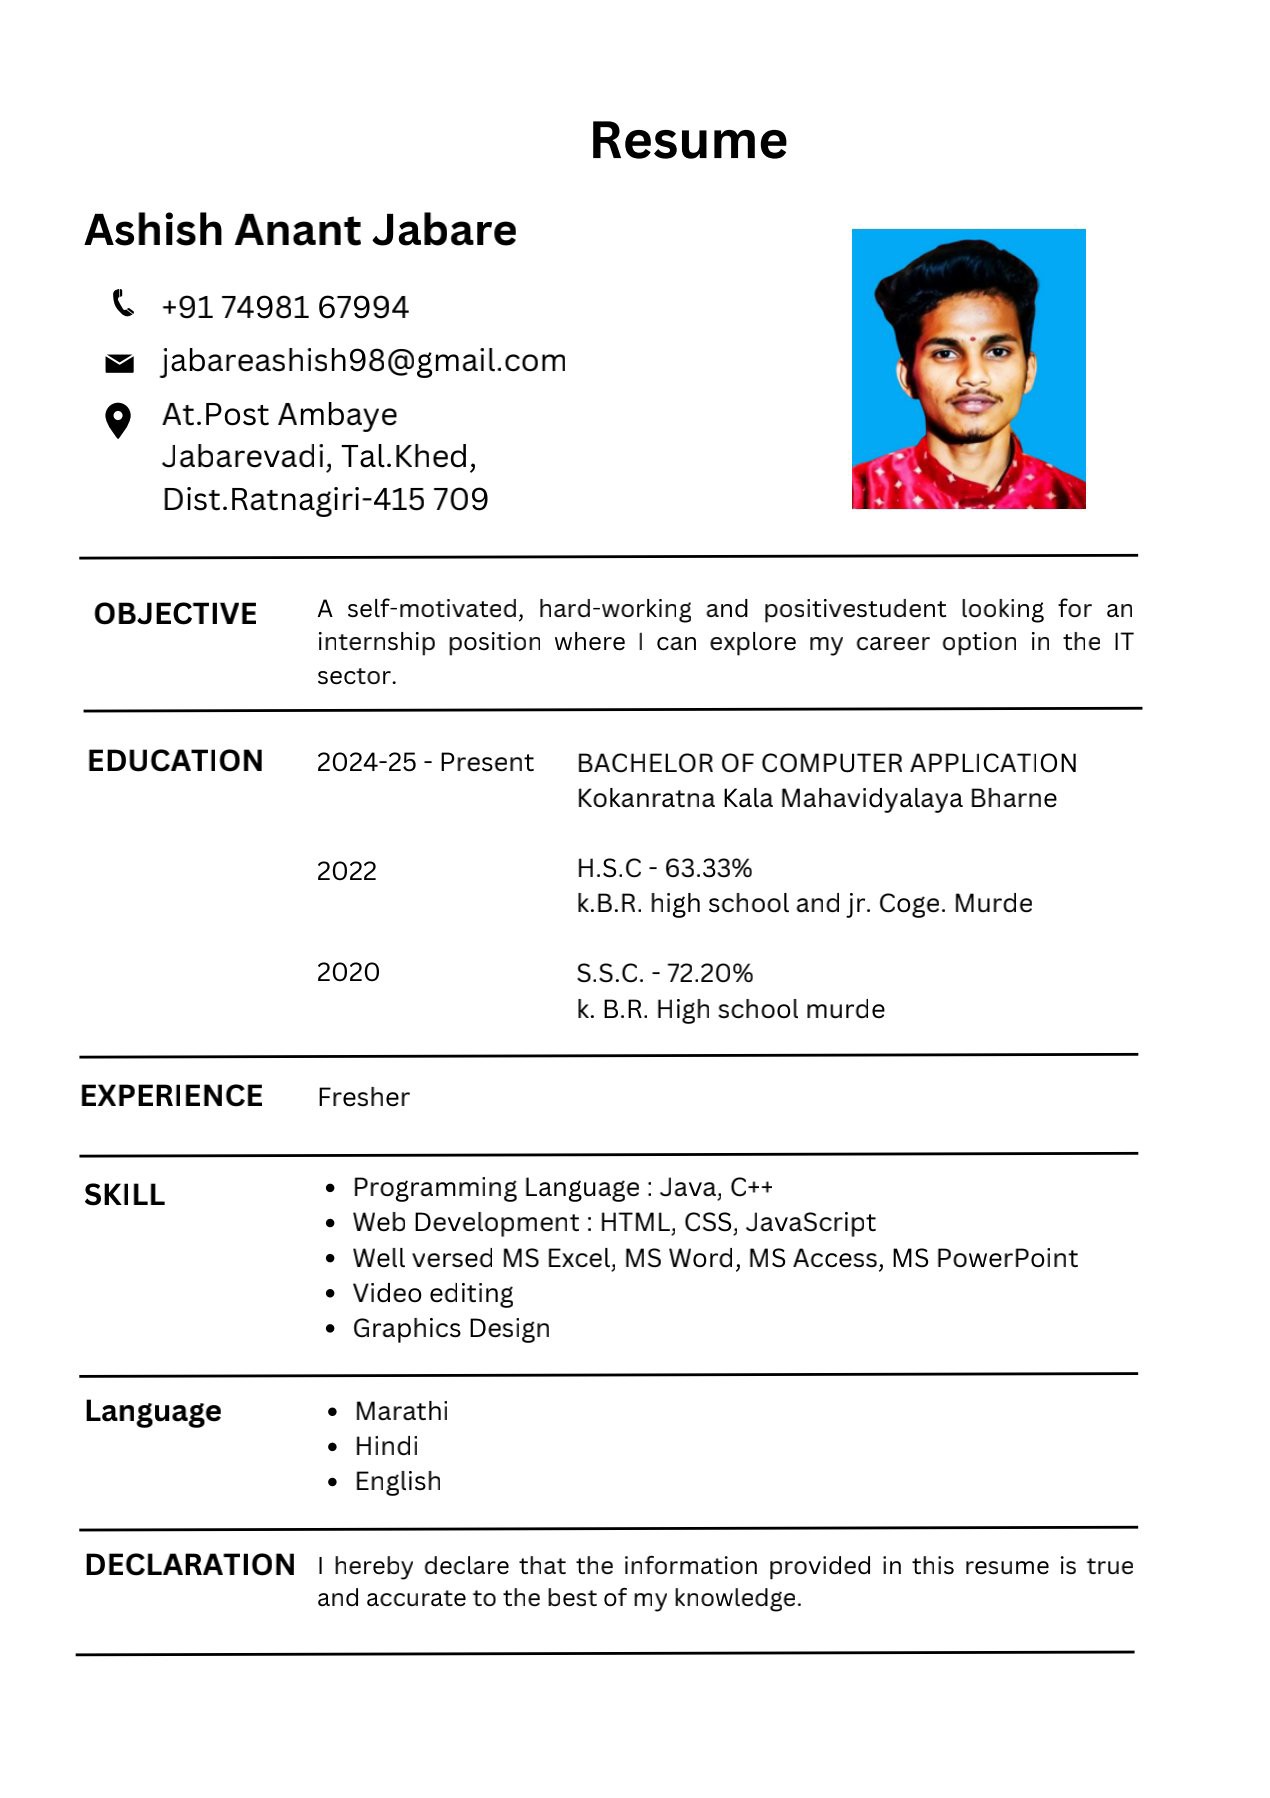 Resume
Ashish Anant Jabare
+91 74981 67994
jabareashish98@gmail.com
At.Post Ambaye
Jabarevadi, Tal.Khed,
Dist.Ratnagiri-415 709
OBJECTIVE
A self-motivated, hard-working and positivestudent looking for an
internship position where I can explore my career option in the IT
sector.
EDUCATION
2024-25 - Present
BACHELOR OF COMPUTER APPLICATION
Kokanratna Kala Mahavidyalaya Bharne
2022
H.S.C - 63.33%
k.B.R. high school and jr. Coge. Murde
2020
S.S.C. - 72.20%
k. B.R. High school murde
EXPERIENCE
Fresher
SKILL
• Programming Language : Java, C++
• Web Development : HTML, CSS, JavaScript
• Well versed MS Excel, MS Word, MS Access, MS PowerPoint
• Video editing
• Graphics Design
Language
• Marathi
• Hindi
• English
DECLARATION
I hereby declare that the information provided in this resume is true
and accurate to the best of my knowledge.